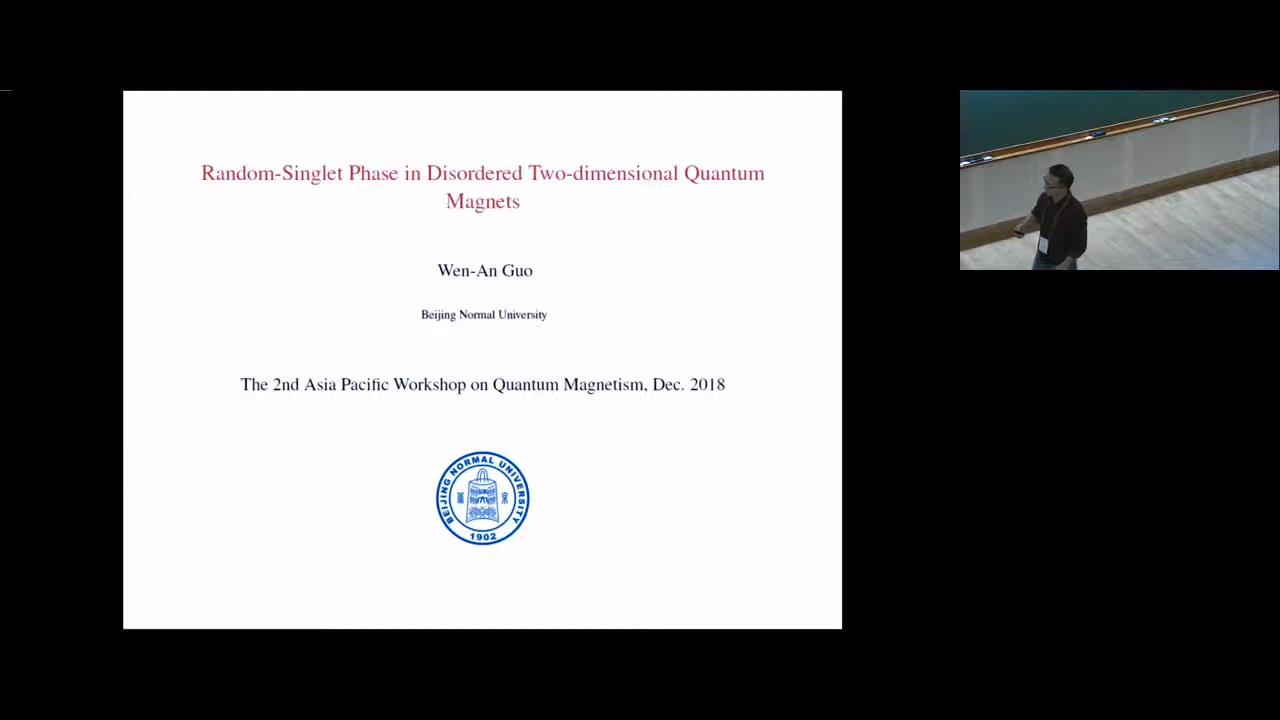 Random-Singlet Phase in Disordered Two-dimensional Quantum
Magnets
Wen-An Guo
Beijing Normal University
The 2nd Asia Pacific Workshop on Quantum Magnetism, Dec. 2018
BEIJING NORMAL UNIVERSITY
1902